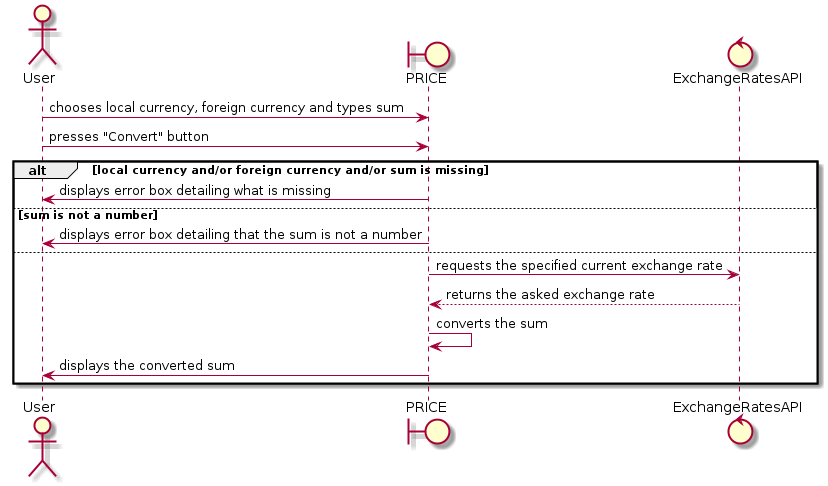 User
PRICE
ExchangeRatesAPI
chooses local currency, foreign currency and types sum
presses "Convert" button
alt [local currency and/or foreign currency and/or sum is missing]
displays error box detailing what is missing
[sum is not a number]
displays error box detailing that the sum is not a number
requests the specified current exchange rate
returns the asked exchange rate
converts the sum
displays the converted sum
User
PRICE
ExchangeRatesAPI